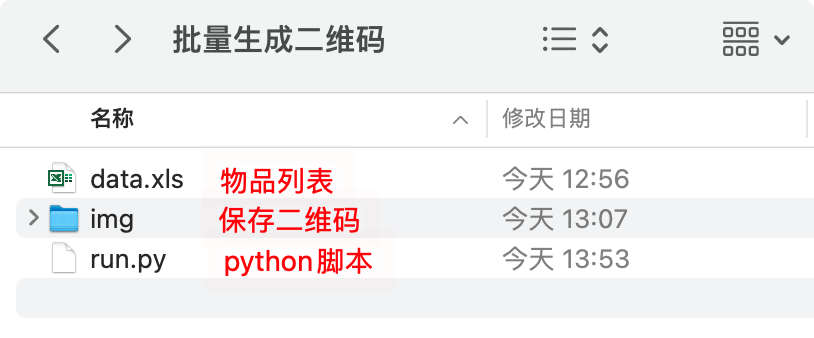 批量生成二维码
名称 修改日期
data.xls 物品列表 今天 12:56
img 保存二维码 今天 13:07
run.py python脚本 今天 13:53